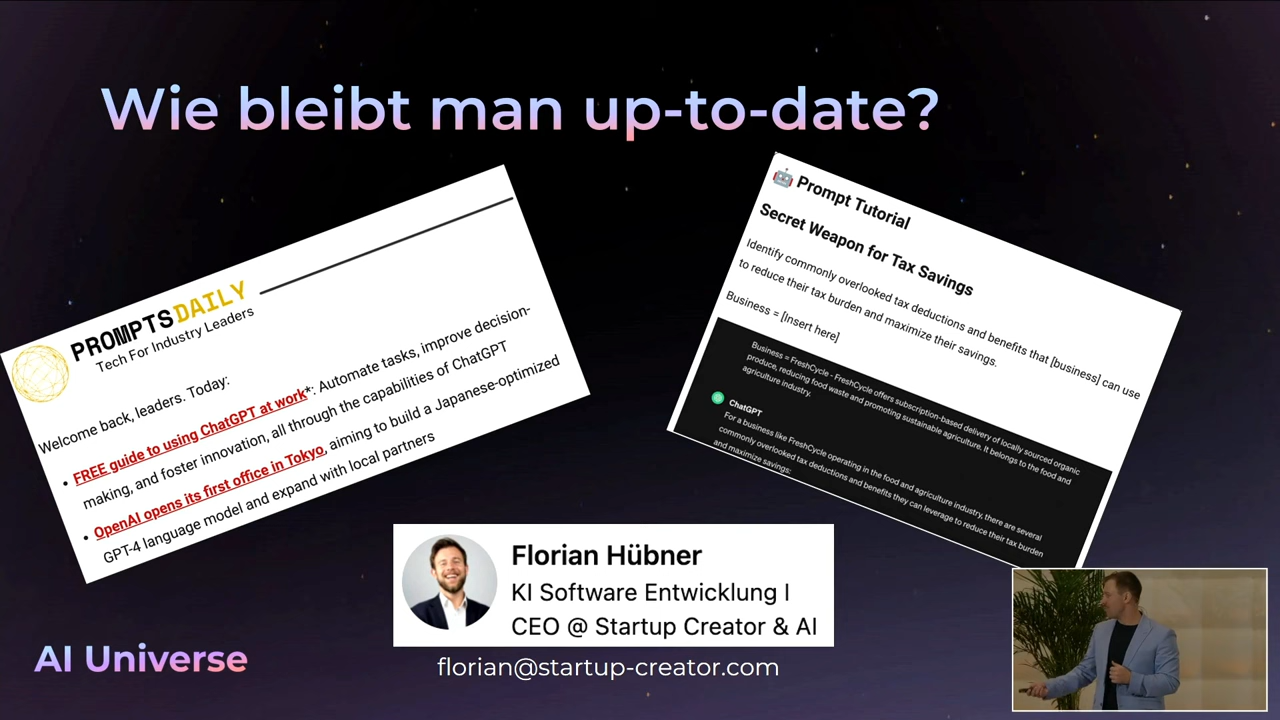 Wie bleibt man up-to-date?
PROMPTSDAILY
Tech For Industry Leaders
Welcome back, leaders. Today:
• FREE guide to using ChatGPT at work*: Automate tasks, improve decision-
making, and foster innovation, all through the capabilities of ChatGPT
• OpenAI opens its first office in Tokyo, aiming to build a Japanese-optimized
GPT-4 language model and expand with local partners
🤖 Prompt Tutorial
Secret Weapon for Tax Savings
Identify commonly overlooked tax deductions and benefits that [business] can use
to reduce their tax burden and maximize their savings.
Business = [Insert here]
Business = FreshCycle - FreshCycle offers subscription-based delivery of locally sourced organic
produce, reducing food waste and promoting sustainable agriculture. It belongs to the food and
agriculture industry.
ChatGPT
For a business like FreshCycle operating in the food and agriculture industry, there are several
commonly overlooked tax deductions and benefits they can leverage to reduce their tax burden
and maximize savings:
Florian Hübner
KI Software Entwicklung I
CEO @ Startup Creator & AI
florian@startup-creator.com
AI Universe